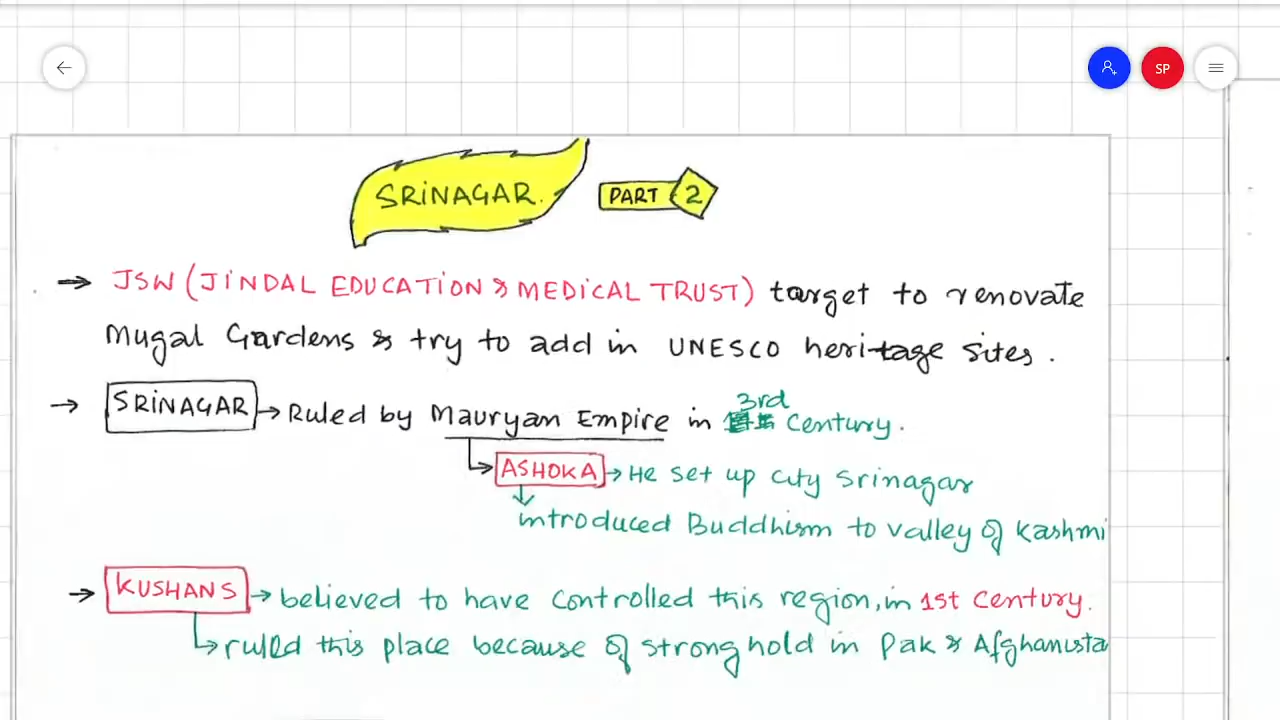 SP
SRINAGAR.
PART 2
→ JSW (JINDAL EDUCATION & MEDICAL TRUST) target to renovate
Mugal Gardens & try to add in UNESCO heritage sites.
→ SRINAGAR → Ruled by Mauryan Empire in 3rd Century.
ASHOKA → He set up city Srinagar
introduced Buddhism to valley of Kashmi
→ KUSHANS → believed to have controlled this region, in 1st Century.
ruled this place because of strong hold in Pak & Afghanista